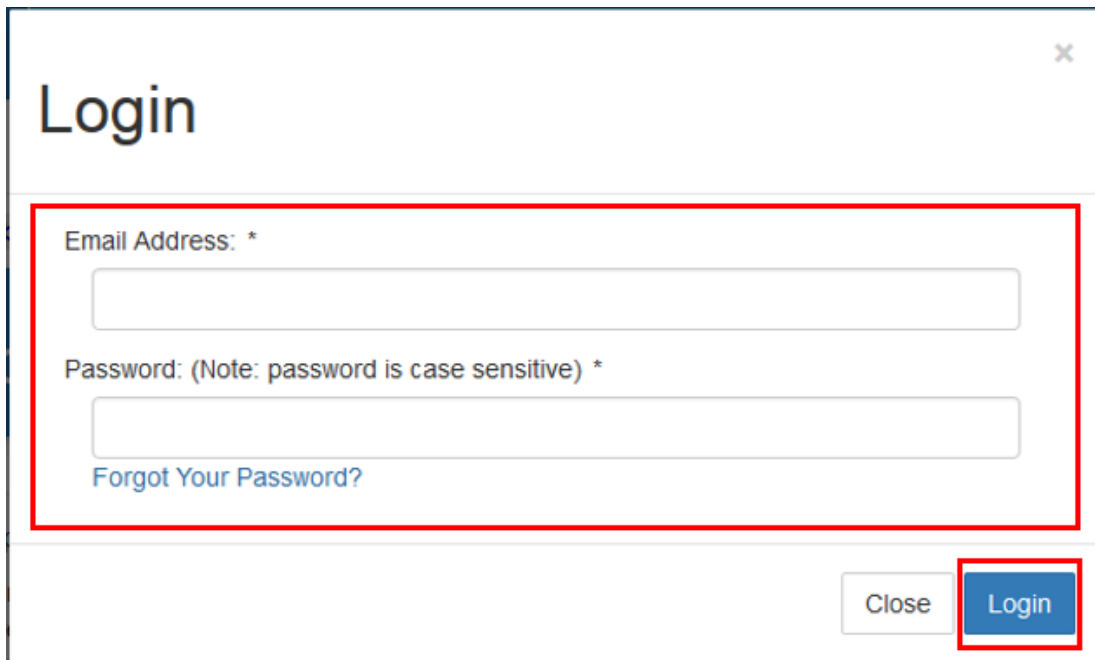 ×
Login
Email Address: *
Password: (Note: password is case sensitive) *
Forgot Your Password?
Close
Login